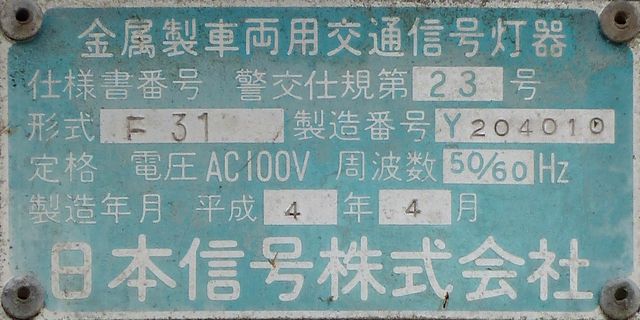 金属製車両用交通信号灯器
仕様書番号 警交仕規第 23 号
形式 F 31 製造番号 Y 204010
定格 電圧 AC100V 周波数 50/60 Hz
製造年月 平成 4 年 4 月
日本信号株式会社